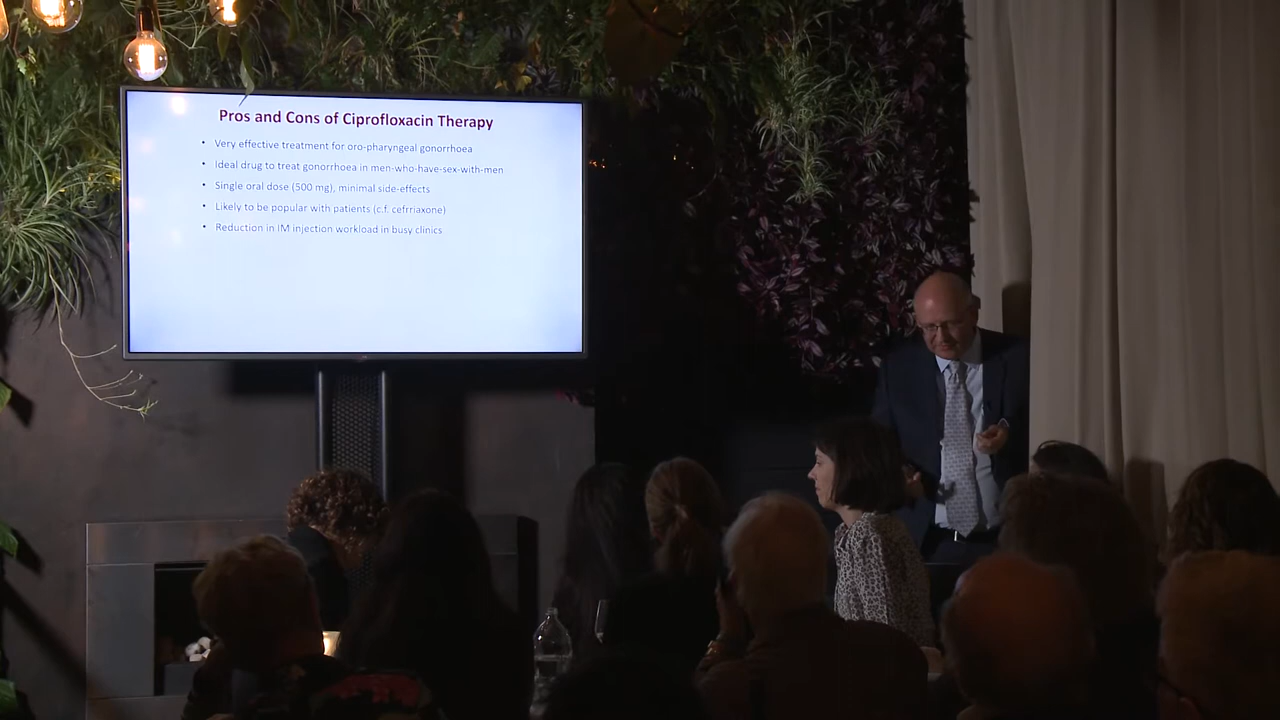 Pros and Cons of Ciprofloxacin Therapy
• Very effective treatment for oro-pharyngeal gonorrhoea
• Ideal drug to treat gonorrhoea in men-who-have-sex-with-men
• Single oral dose (500 mg), minimal side-effects
• Likely to be popular with patients (c.f. cefrriaxone)
• Reduction in IM injection workload in busy clinics